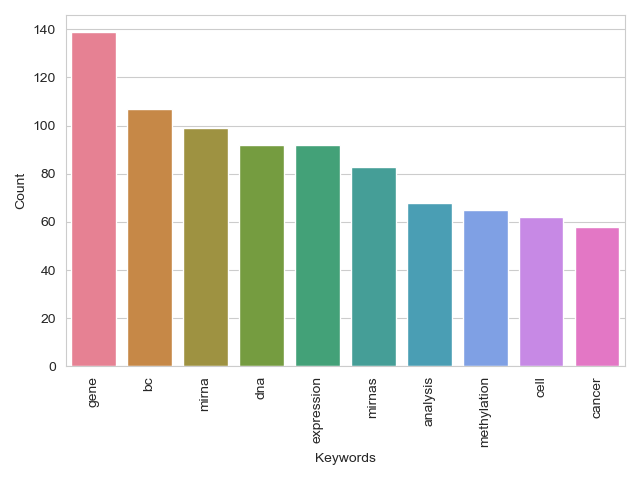 140
120
100
80
60
40
20
0
Count
gene
bc
mirna
dna
expression
mirnas
analysis
methylation
cell
cancer
Keywords